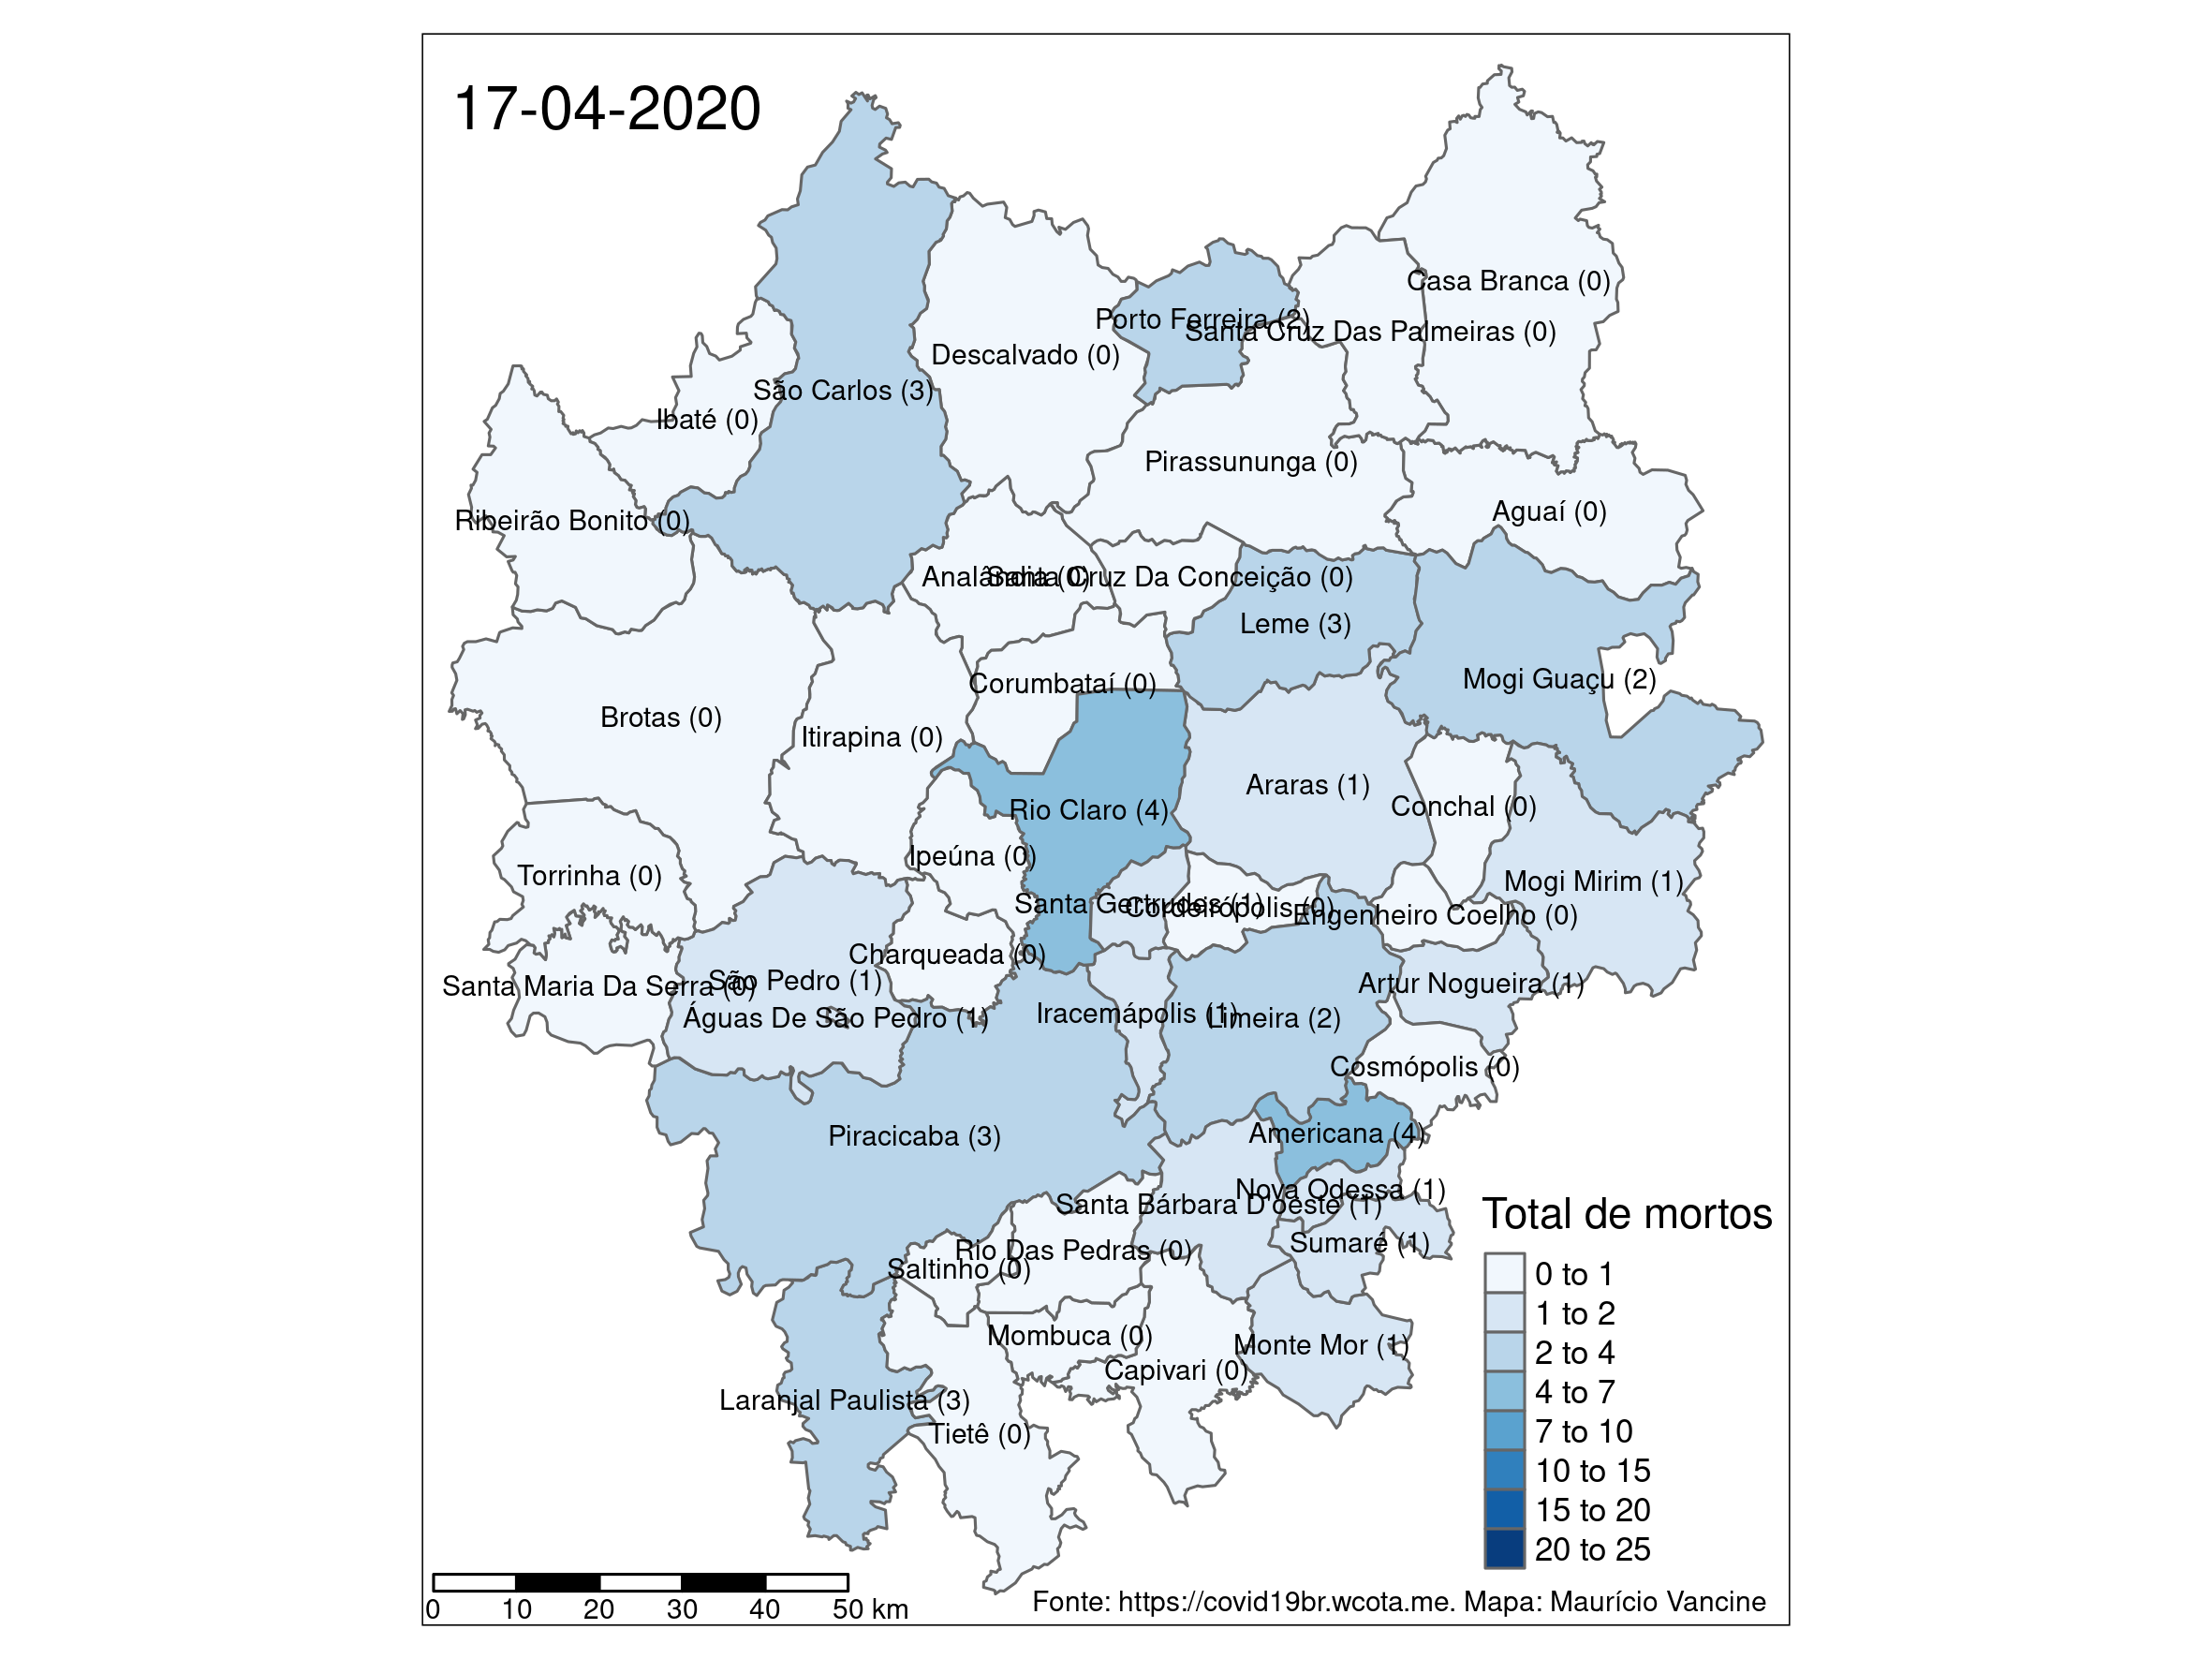 17-04-2020
Casa Branca (0)
Porto Ferreira (2)
Santa Cruz Das Palmeiras (0)
Descalvado (0)
São Carlos (3)
Ibaté (0)
Pirassununga (0)
Aguaí (0)
Ribeirão Bonito (0)
Analândia (0)
Santa Cruz Da Conceição (0)
Leme (3)
Mogi Guaçu (2)
Corumbataí (0)
Brotas (0)
Itirapina (0)
Araras (1)
Conchal (0)
Rio Claro (4)
Ipeúna (0)
Torrinha (0)
Mogi Mirim (1)
Santa Gertrudes (1)
Cordeirópolis (0)
Engenheiro Coelho (0)
Charqueada (0)
São Pedro (1)
Santa Maria Da Serra (0)
Artur Nogueira (1)
Águas De São Pedro (1)
Iracemápolis (1)
Limeira (2)
Cosmópolis (0)
Piracicaba (3)
Americana (4)
Nova Odessa (1)
Santa Bárbara D'oeste (1)
Sumaré (1)
Rio Das Pedras (0)
Saltinho (0)
Mombuca (0)
Monte Mor (1)
Capivari (0)
Laranjal Paulista (3)
Tietê (0)
Total de mortos
0 to 1
1 to 2
2 to 4
4 to 7
7 to 10
10 to 15
15 to 20
20 to 25
0 10 20 30 40 50 km
Fonte: https://covid19br.wcota.me. Mapa: Maurício Vancine